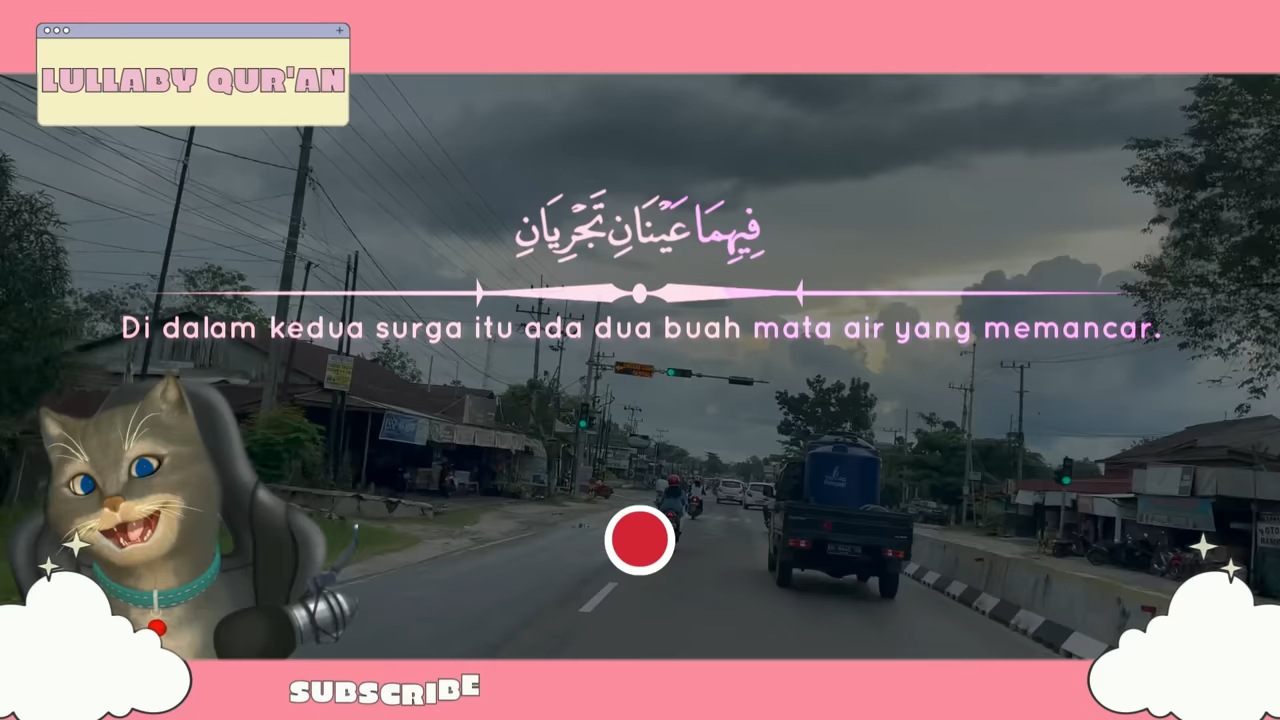 LULLABY QUR'AN
فِيهِمَا عَيْنَانِ تَجْرِيَانِ
Di dalam kedua surga itu ada dua buah mata air yang memancar.
SUBSCRIBE